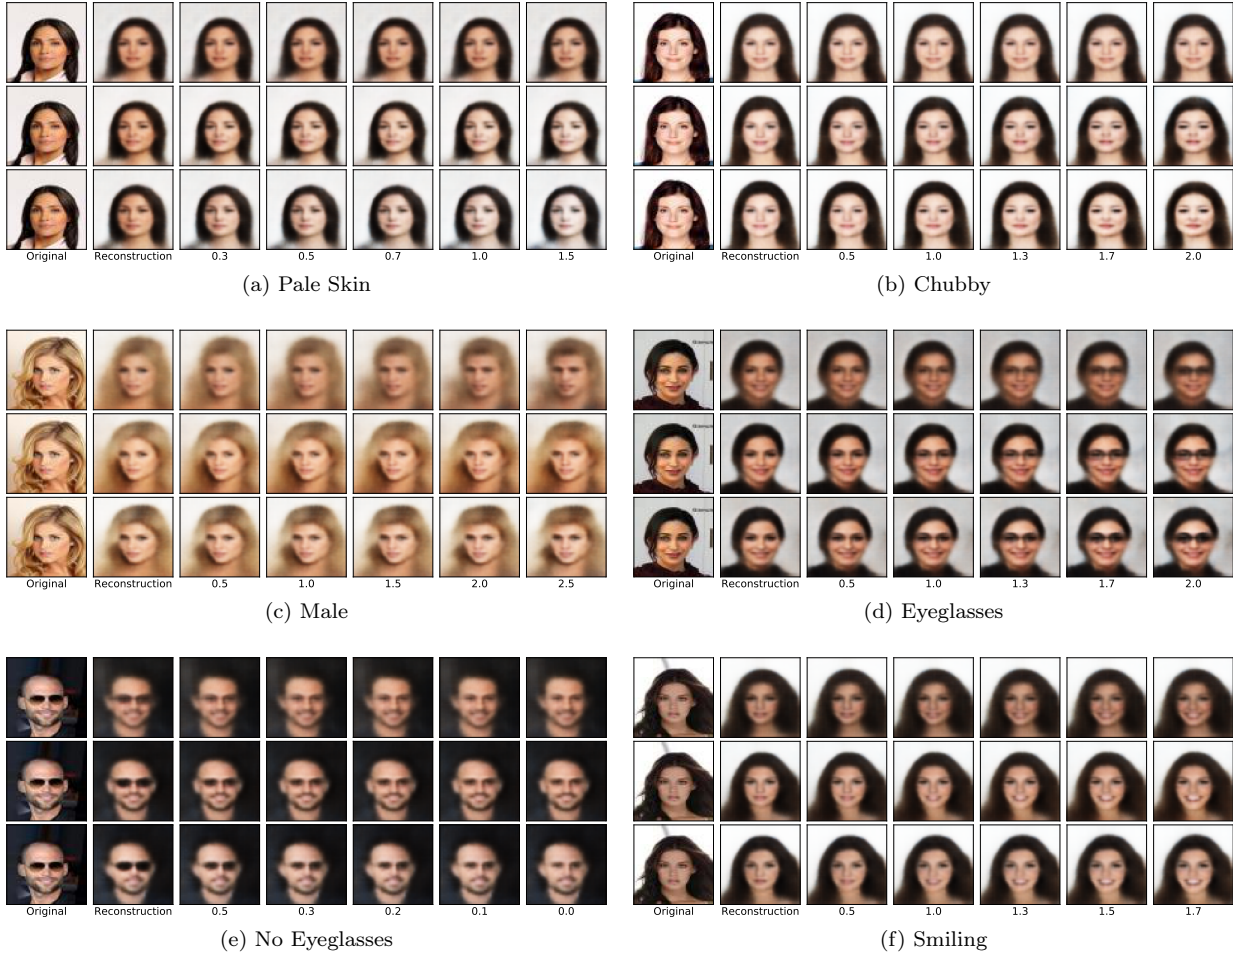 Original Reconstruction 0.3 0.5 0.7 1.0 1.5
(a) Pale Skin
Original Reconstruction 0.5 1.0 1.3 1.7 2.0
(b) Chubby
Original Reconstruction 0.5 1.0 1.5 2.0 2.5
(c) Male
Original Reconstruction 0.5 1.0 1.3 1.7 2.0
(d) Eyeglasses
Original Reconstruction 0.5 0.3 0.2 0.1 0.0
(e) No Eyeglasses
Original Reconstruction 0.5 1.0 1.3 1.5 1.7
(f) Smiling